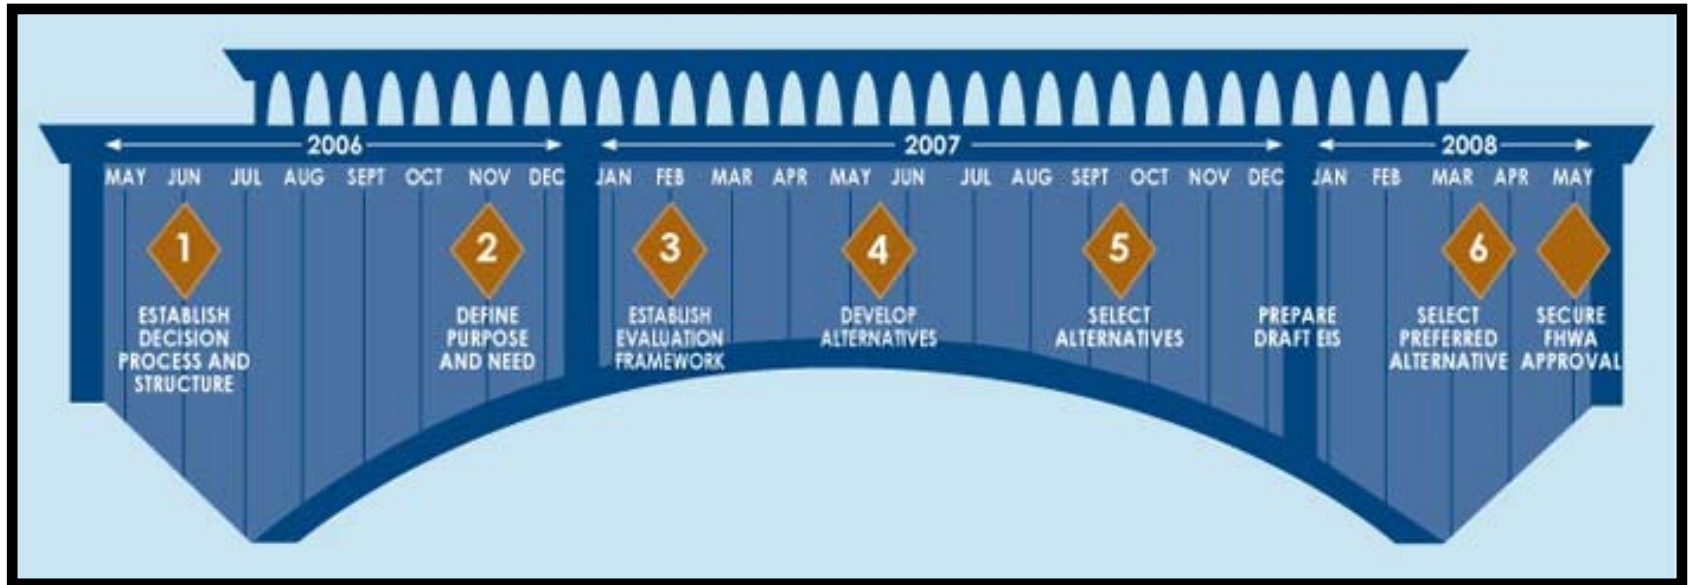 2006 2007 2008
MAY JUN JUL AUG SEPT OCT NOV DEC JAN FEB MAR APR MAY JUN JUL AUG SEPT OCT NOV DEC JAN FEB MAR APR MAY
1
ESTABLISH
DECISION
PROCESS AND
STRUCTURE
2
DEFINE
PURPOSE
AND NEED
3
ESTABLISH
EVALUATION
FRAMEWORK
4
DEVELOP
ALTERNATIVES
5
SELECT
ALTERNATIVES
PREPARE
DRAFT EIS
6
SELECT
PREFERRED
ALTERNATIVE
SECURE
FHWA
APPROVAL